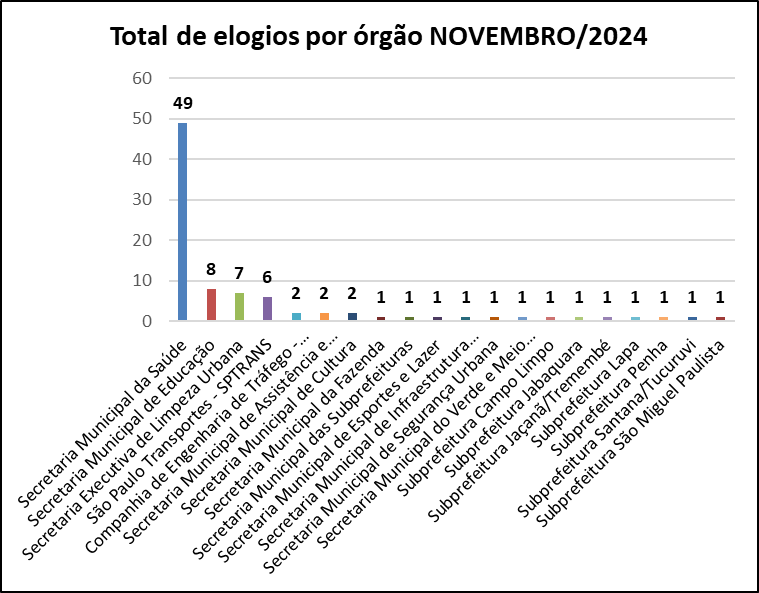 Total de elogios por órgão NOVEMBRO/2024
60
50
40
30
20
10
0
49
8
7
6
2
2
2
1
1
1
1
1
1
1
1
1
1
1
1
1
Secretaria Municipal da Saúde
Secretaria Municipal de Educação
Secretaria Executiva de Limpeza Urbana
São Paulo Transportes - SPTRANS
Companhia de Engenharia de Tráfego -...
Secretaria Municipal de Assistência e...
Secretaria Municipal de Cultura
Secretaria Municipal da Fazenda
Secretaria Municipal das Subprefeituras
Secretaria Municipal de Esportes e Lazer
Secretaria Municipal de Infraestrutura...
Secretaria Municipal de Segurança Urbana
Secretaria Municipal do Verde e Meio...
Subprefeitura Campo Limpo
Subprefeitura Jabaquara
Subprefeitura Jaçanã/Tremembé
Subprefeitura Lapa
Subprefeitura Penha
Subprefeitura Santana/Tucuruvi
Subprefeitura São Miguel Paulista